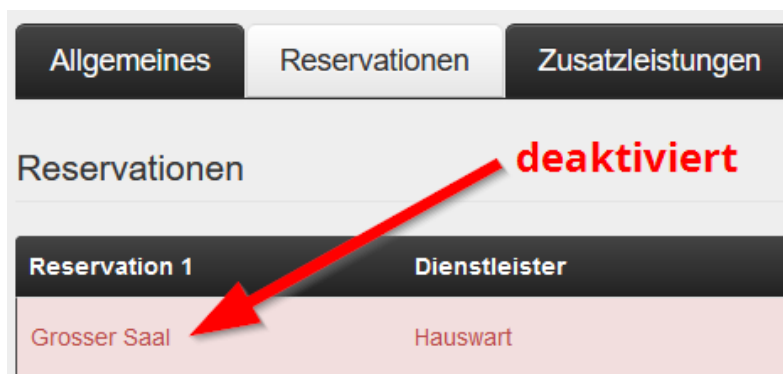 Allgemeines Reservationen Zusatzleistungen
Reservationen
deaktiviert
Reservation 1 Dienstleister
Grosser Saal Hauswart